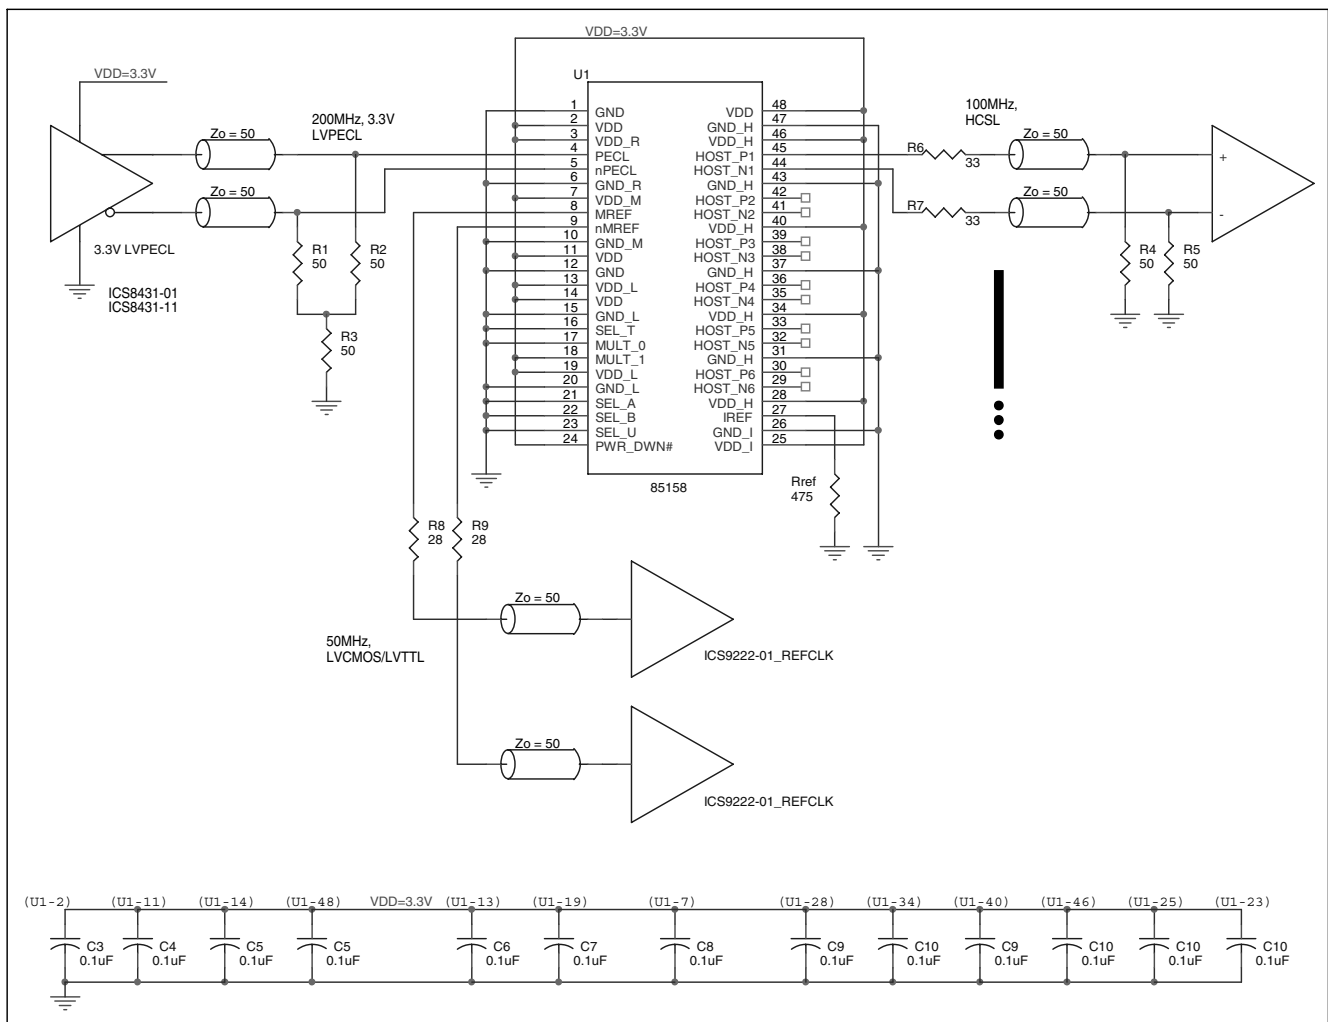 VDD=3.3V
VDD=3.3V
Zo = 50
200MHz, 3.3V
LVPECL
Zo = 50
3.3V LVPECL
ICS8431-01
ICS8431-11
R1
50
R2
50
R3
50
U1
1 GND
2 VDD
3 VDD_R
4 PECL
5 nPECL
6 GND_R
7 VDD_M
8 MREF
9 nMREF
10 GND_M
11 VDD
12 GND
13 VDD_L
14 VDD
15 GND_L
16 SEL_T
17 MULT_0
18 MULT_1
19 VDD_L
20 GND_L
21 SEL_A
22 SEL_B
23 SEL_U
24 PWR_DWN#
VDD 48
GND_H 47
VDD_H 46
HOST_P1 45
HOST_N1 44
GND_H 43
HOST_P2 42
HOST_N2 41
VDD_H 40
HOST_P3 39
HOST_N3 38
GND_H 37
HOST_P4 36
HOST_N4 35
VDD_H 34
HOST_P5 33
HOST_N5 32
GND_H 31
HOST_P6 30
HOST_N6 29
VDD_H 28
IREF 27
GND_I 26
VDD_I 25
85158
100MHz,
HCSL
R6
33
Zo = 50
R7
33
Zo = 50
+
-
R4
50
R5
50
Rref
475
R8
28
R9
28
50MHz,
LVCMOS/LVTTL
Zo = 50
ICS9222-01_REFCLK
Zo = 50
ICS9222-01_REFCLK
(U1-2) (U1-11) (U1-14) (U1-48) VDD=3.3V (U1-13) (U1-19) (U1-7) (U1-28) (U1-34) (U1-40) (U1-46) (U1-25) (U1-23)
C3 C4 C5 C5 C6 C7 C8 C9 C10 C9 C10 C10 C10
0.1uF 0.1uF 0.1uF 0.1uF 0.1uF 0.1uF 0.1uF 0.1uF 0.1uF 0.1uF 0.1uF 0.1uF 0.1uF